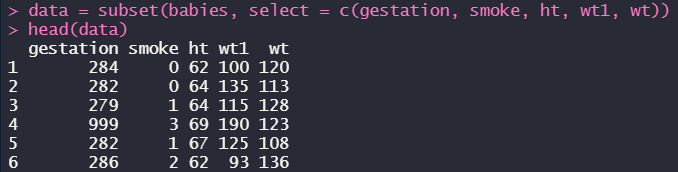 > data = subset(babies, select = c(gestation, smoke, ht, wt1, wt))
> head(data)
  gestation smoke ht wt1  wt
1       284     0 62 100 120
2       282     0 64 135 113
3       279     1 64 115 128
4       999     3 69 190 123
5       282     1 67 125 108
6       286     2 62  93 136